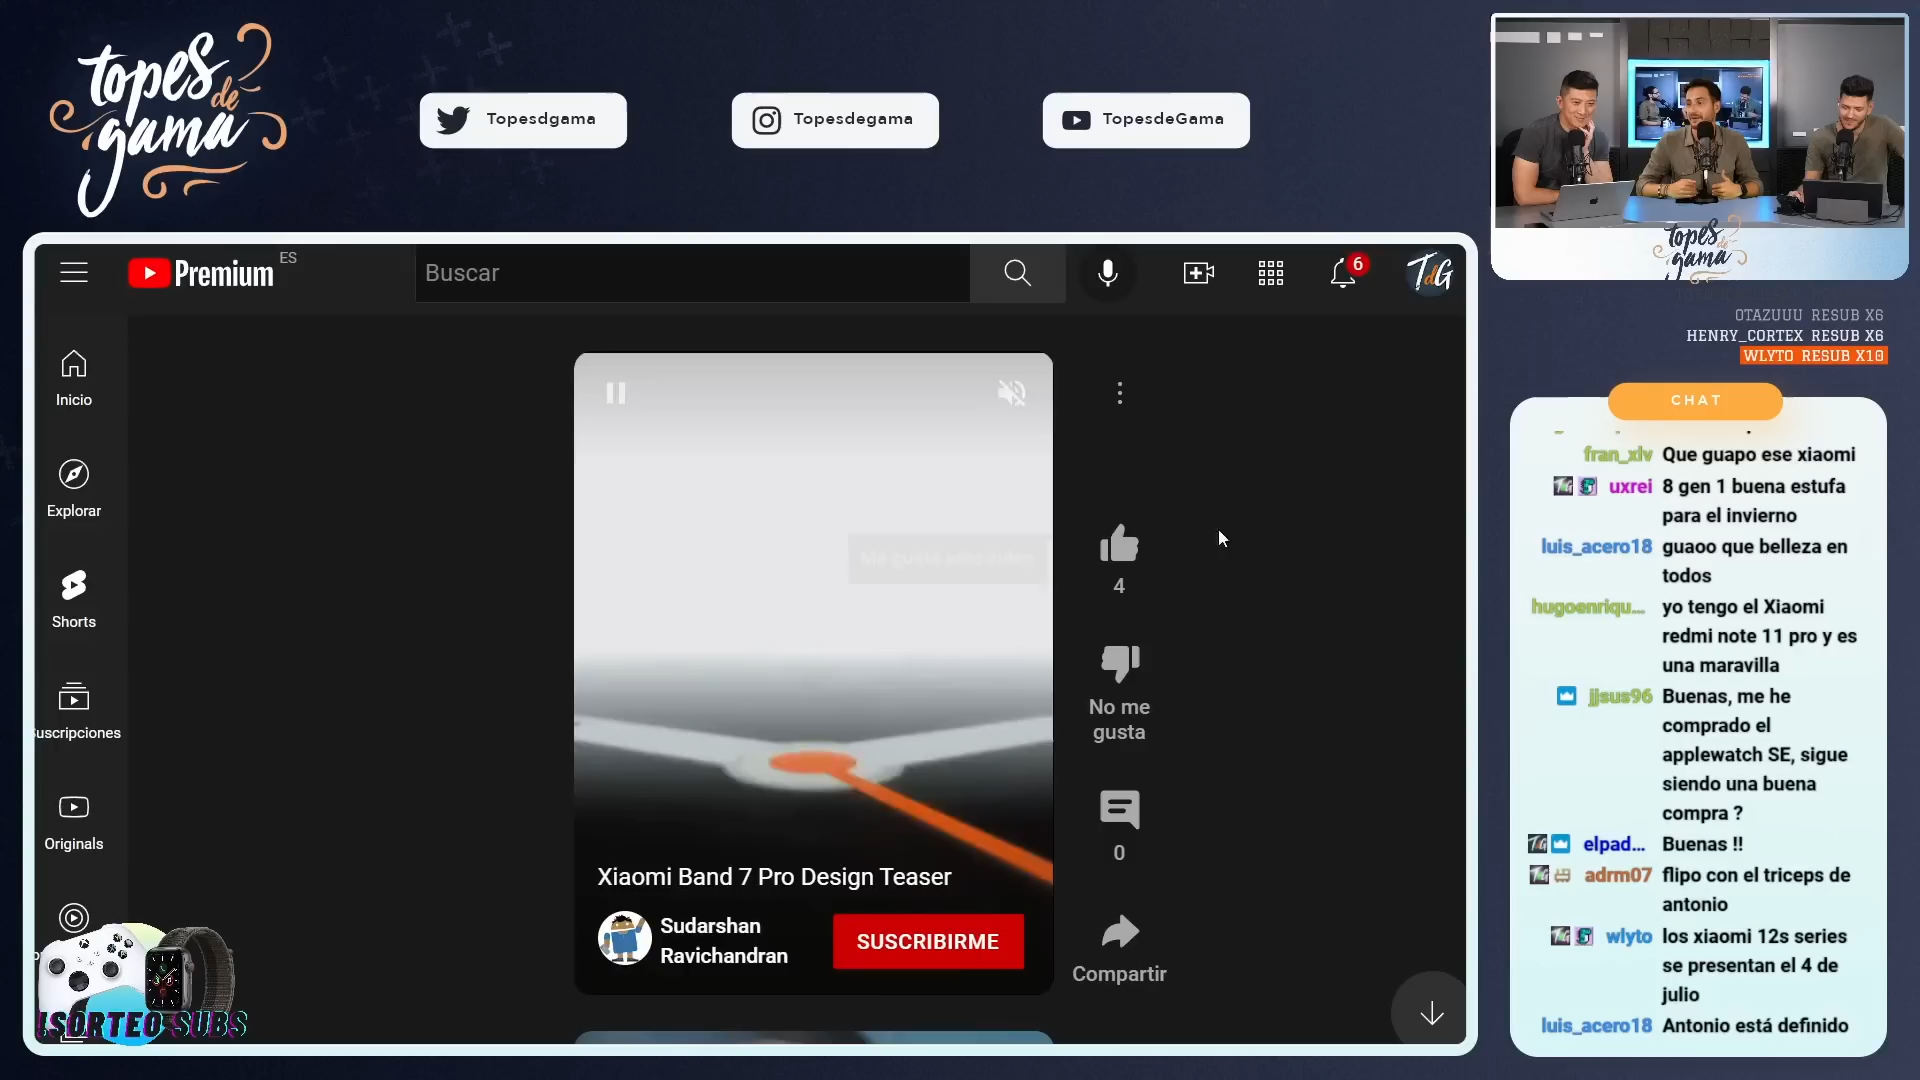 topes
de
gama
Topesdgama
Topesdegama
TopesdeGama
topes
de
gama
Premium
ES
Buscar
6
TdG
OTAZUUU RESUB X6
HENRY_CORTEX RESUB X6
WLYTO RESUB X10
CHAT
Inicio
Explorar
Shorts
uscripciones
Originals
4
No me
gusta
0
Compartir
Xiaomi Band 7 Pro Design Teaser
Sudarshan
Ravichandran
SUSCRIBIRME
!SORTEO SUBS
fran_xlv Que guapo ese xiaomi
uxrei 8 gen 1 buena estufa
para el invierno
luis_acero18 guaoo que belleza en
todos
hugoenriqu... yo tengo el Xiaomi
redmi note 11 pro y es
una maravilla
jjsus96 Buenas, me he
comprado el
applewatch SE, sigue
siendo una buena
compra ?
elpad... Buenas !!
adrm07 flipo con el triceps de
antonio
wlyto los xiaomi 12s series
se presentan el 4 de
julio
luis_acero18 Antonio está definido